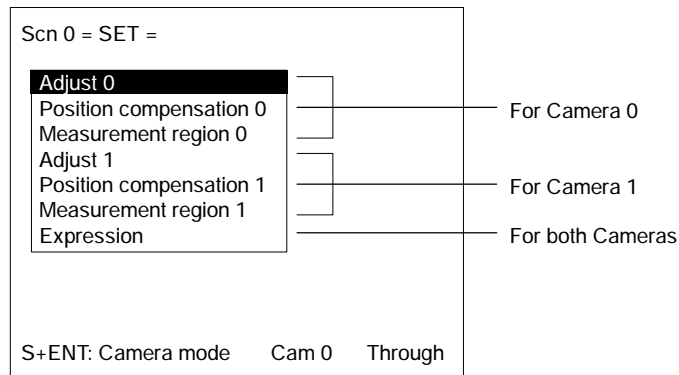 Scn 0 = SET =
Adjust 0
Position compensation 0
Measurement region 0
For Camera 0
Adjust 1
Position compensation 1
Measurement region 1
For Camera 1
Expression
For both Cameras
S+ENT: Camera mode Cam 0 Through